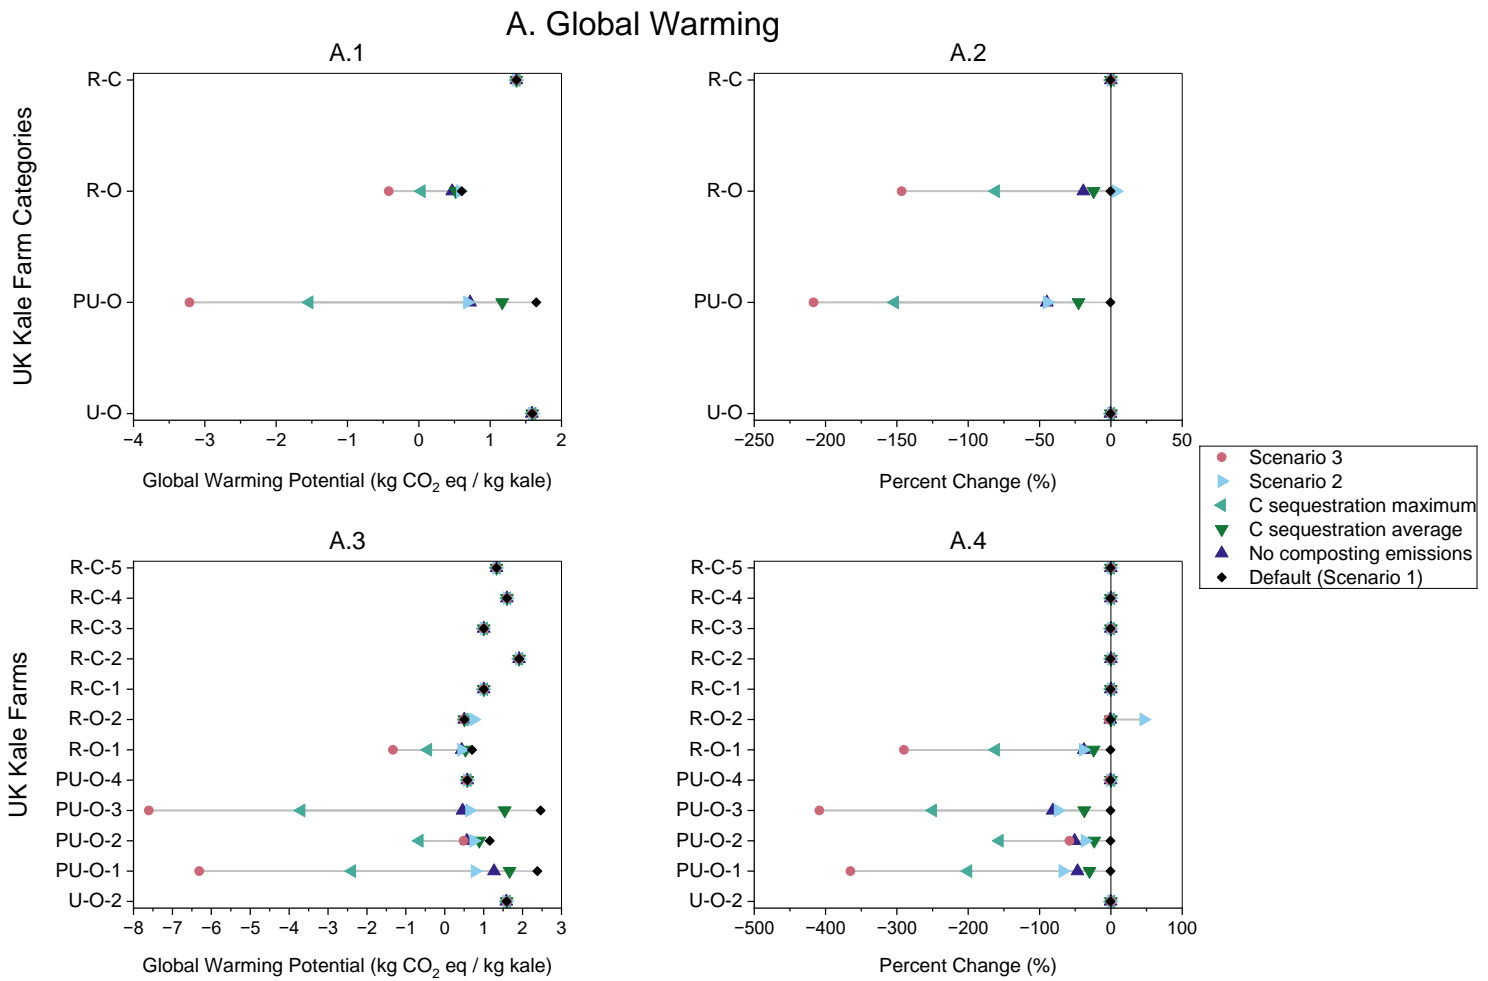 A. Global Warming
A.1
UK Kale Farm Categories
R-C
R-O
PU-O
U-O
−4 −3 −2 −1 0 1 2
Global Warming Potential (kg CO2 eq / kg kale)
A.2
R-C
R-O
PU-O
U-O
−250 −200 −150 −100 −50 0 50
Percent Change (%)
Scenario 3
Scenario 2
C sequestration maximum
C sequestration average
No composting emissions
Default (Scenario 1)
A.3
UK Kale Farms
R-C-5
R-C-4
R-C-3
R-C-2
R-C-1
R-O-2
R-O-1
PU-O-4
PU-O-3
PU-O-2
PU-O-1
U-O-2
−8 −7 −6 −5 −4 −3 −2 −1 0 1 2 3
Global Warming Potential (kg CO2 eq / kg kale)
A.4
R-C-5
R-C-4
R-C-3
R-C-2
R-C-1
R-O-2
R-O-1
PU-O-4
PU-O-3
PU-O-2
PU-O-1
U-O-2
−500 −400 −300 −200 −100 0 100
Percent Change (%)